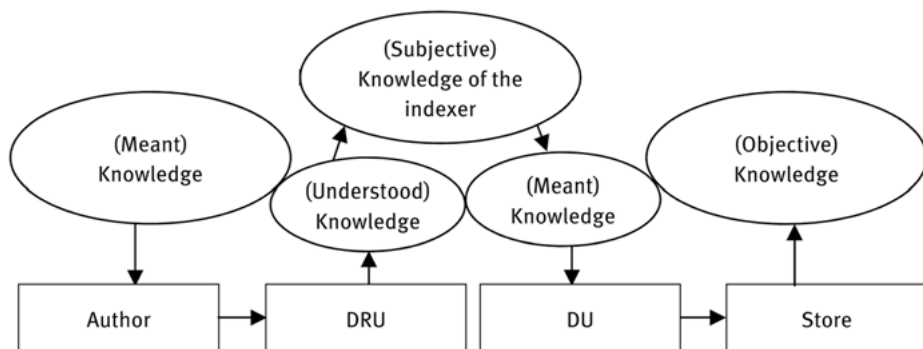 (Subjective)
Knowledge of the
indexer
(Meant)
Knowledge
(Understood)
Knowledge
(Meant)
Knowledge
(Objective)
Knowledge
Author
DRU
DU
Store